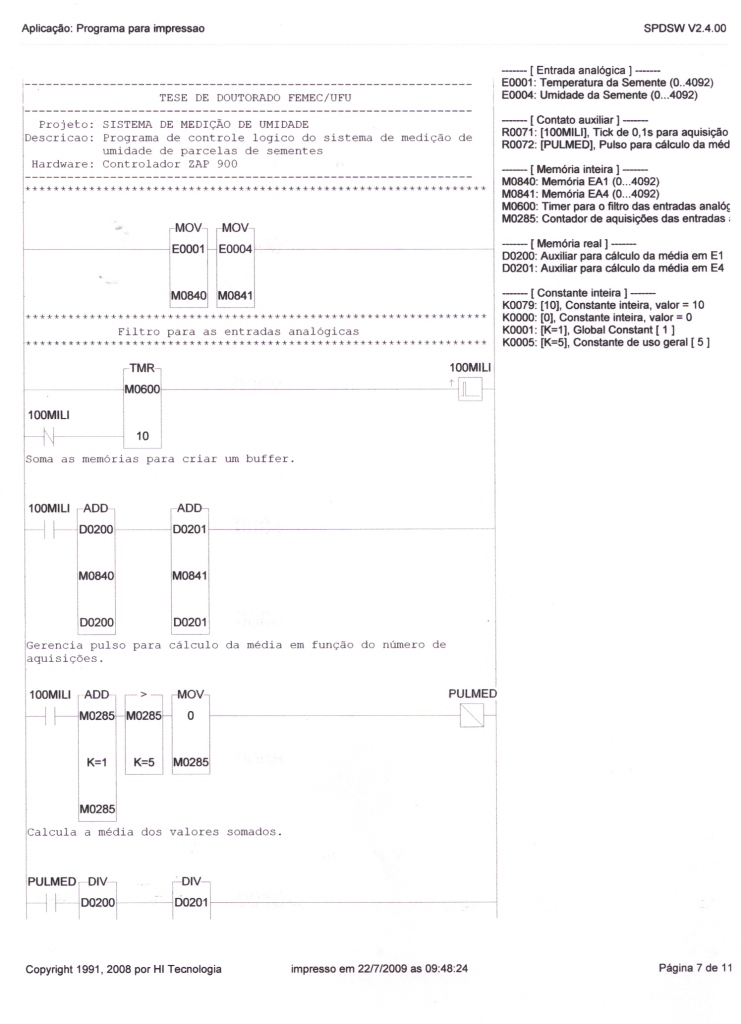 Aplicação: Programa para impressao
SPDSW V2.4.00
TESE DE DOUTORADO FEMEC/UFU
Projeto: SISTEMA DE MEDIÇÃO DE UMIDADE
Descricao: Programa de controle logico do sistema de medição de
umidade de parcelas de sementes
Hardware: Controlador ZAP 900
MOV MOV
E0001 E0004
M0840 M0841
Filtro para as entradas analógicas
TMR
100MILI
M0600
100MILI
10
Soma as memórias para criar um buffer.
100MILI ADD ADD
D0200 D0201
M0840 M0841
D0200 D0201
Gerencia pulso para cálculo da média em função do número de
aquisições.
100MILI ADD > MOV PULMED
M0285 M0285 0
K=1 K=5 M0285
M0285
Calcula a média dos valores somados.
PULMED DIV DIV
D0200 D0201
------- [ Entrada analógica ] -------
E0001: Temperatura da Semente (0..4092)
E0004: Umidade da Semente (0...4092)
------- [ Contato auxiliar ] -------
R0071: [100MILI], Tick de 0,1s para aquisição
R0072: [PULMED], Pulso para cálculo da méd
------- [ Memória inteira ] -------
M0840: Memória EA1 (0...4092)
M0841: Memória EA4 (0...4092)
M0600: Timer para o filtro das entradas analóg
M0285: Contador de aquisições das entradas
------- [ Memória real ] -------
D0200: Auxiliar para cálculo da média em E1
D0201: Auxiliar para cálculo da média em E4
------- [ Constante inteira ] -------
K0079: [10], Constante inteira, valor = 10
K0000: [0], Constante inteira, valor = 0
K0001: [K=1], Global Constant [ 1 ]
K0005: [K=5], Constante de uso geral [ 5 ]
Copyright 1991, 2008 por HI Tecnologia
impresso em 22/7/2009 as 09:48:24
Página 7 de 11